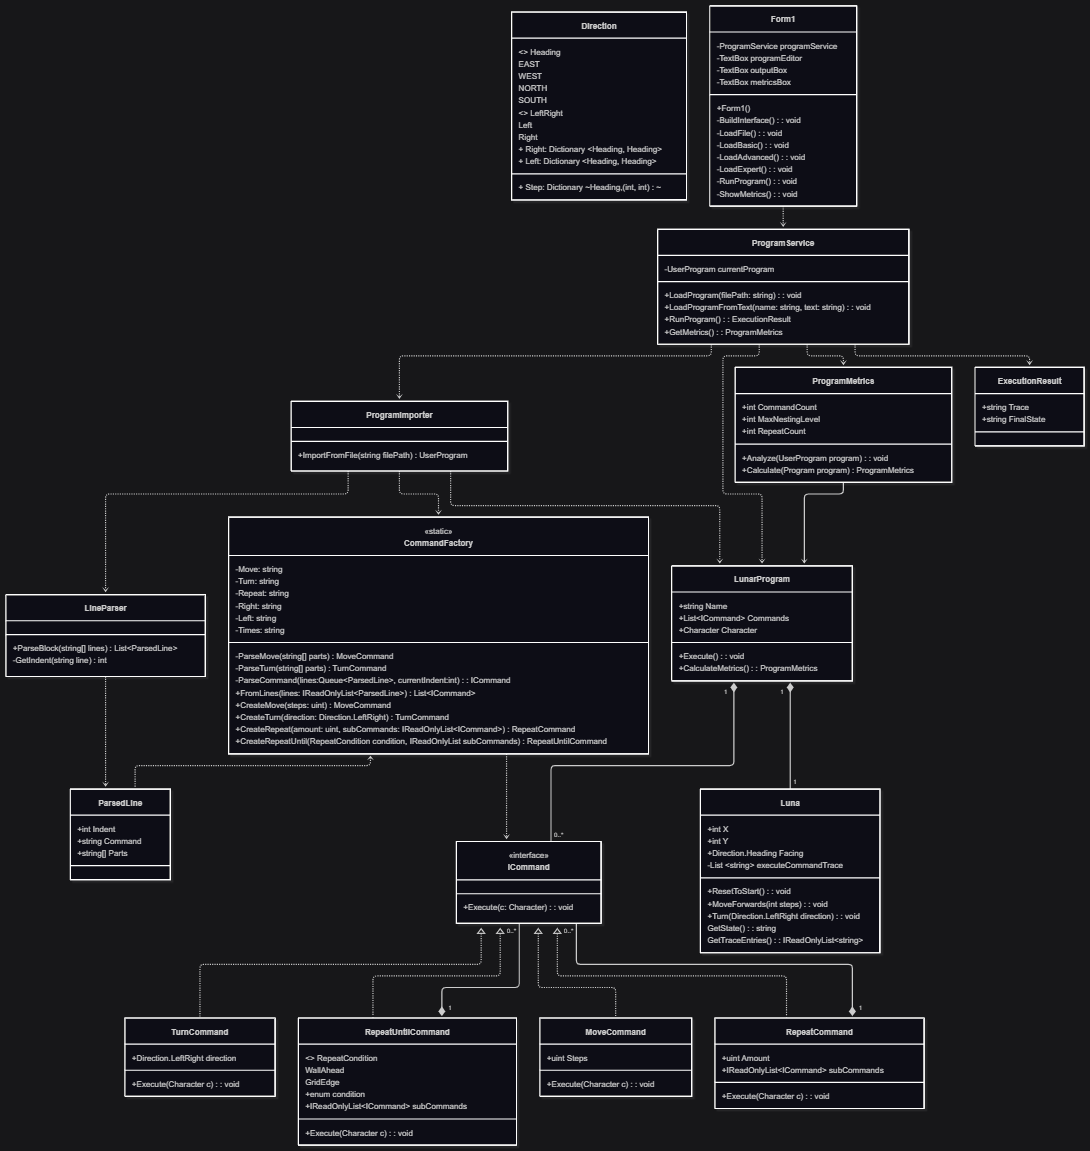 Direction
<> Heading
EAST
WEST
NORTH
SOUTH
<> LeftRight
Left
Right
+ Right: Dictionary <Heading, Heading>
+ Left: Dictionary <Heading, Heading>
+ Step: Dictionary ~Heading,(int, int) : ~
Form1
-ProgramService programService
-TextBox programEditor
-TextBox outputBox
-TextBox metricsBox
+Form1()
-BuildInterface() : : void
-LoadFile() : : void
-LoadBasic() : : void
-LoadAdvanced() : : void
-LoadExpert() : : void
-RunProgram() : : void
-ShowMetrics() : : void
ProgramService
-UserProgram currentProgram
+LoadProgram(filePath: string) : : void
+LoadProgramFromText(name: string, text: string) : : void
+RunProgram() : : ExecutionResult
+GetMetrics() : : ProgramMetrics
ProgramImporter
+ImportFromFile(string filePath) : UserProgram
ProgramMetrics
+int CommandCount
+int MaxNestingLevel
+int RepeatCount
+Analyze(UserProgram program) : : void
+Calculate(Program program) : ProgramMetrics
ExecutionResult
+string Trace
+string FinalState
LineParser
+ParseBlock(string[] lines) : List<ParsedLine>
-GetIndent(string line) : int
«static»
CommandFactory
-Move: string
-Turn: string
-Repeat: string
-Right: string
-Left: string
-Times: string
-ParseMove(string[] parts) : MoveCommand
-ParseTurn(string[] parts) : TurnCommand
-ParseCommand(lines:Queue<ParsedLine>, currentIndent:int) : : ICommand
+FromLines(lines: IReadOnlyList<ParsedLine>) : List<ICommand>
+CreateMove(steps: uint) : MoveCommand
+CreateTurn(direction: Direction.LeftRight) : TurnCommand
+CreateRepeat(amount: uint, subCommands: IReadOnlyList<ICommand>) : RepeatCommand
+CreateRepeatUntil(RepeatCondition condition, IReadOnlyList subCommands) : RepeatUntilCommand
LunarProgram
+string Name
+List<ICommand> Commands
+Character Character
+Execute() : : void
+CalculateMetrics() : : ProgramMetrics
1
1
1
0..*
ParsedLine
+int Indent
+string Command
+string[] Parts
«interface»
ICommand
+Execute(c: Character) : : void
Luna
+int X
+int Y
+Direction.Heading Facing
-List <string> executeCommandTrace
+ResetToStart() : : void
+MoveForwards(int steps) : : void
+Turn(Direction.LeftRight direction) : : void
GetState() : : string
GetTraceEntries() : : IReadOnlyList<string>
0..*
0..*
1
1
TurnCommand
+Direction.LeftRight direction
+Execute(Character c) : : void
RepeatUntilCommand
<> RepeatCondition
WallAhead
GridEdge
+enum condition
+IReadOnlyList<ICommand> subCommands
+Execute(Character c) : : void
MoveCommand
+uint Steps
+Execute(Character c) : : void
RepeatCommand
+uint Amount
+IReadOnlyList<ICommand> subCommands
+Execute(Character c) : : void